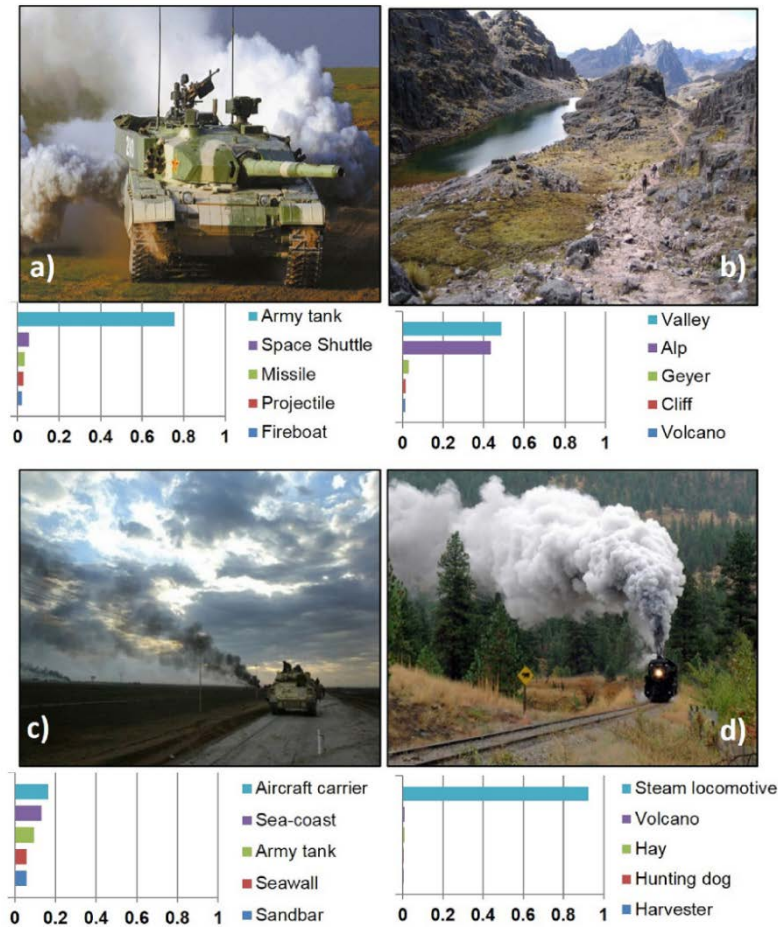 a)
Army tank
Space Shuttle
Missile
Projectile
Fireboat
0 0.2 0.4 0.6 0.8 1
b)
Valley
Alp
Geyer
Cliff
Volcano
0 0.2 0.4 0.6 0.8 1
c)
Aircraft carrier
Sea-coast
Army tank
Seawall
Sandbar
0 0.2 0.4 0.6 0.8 1
d)
Steam locomotive
Volcano
Hay
Hunting dog
Harvester
0 0.2 0.4 0.6 0.8 1